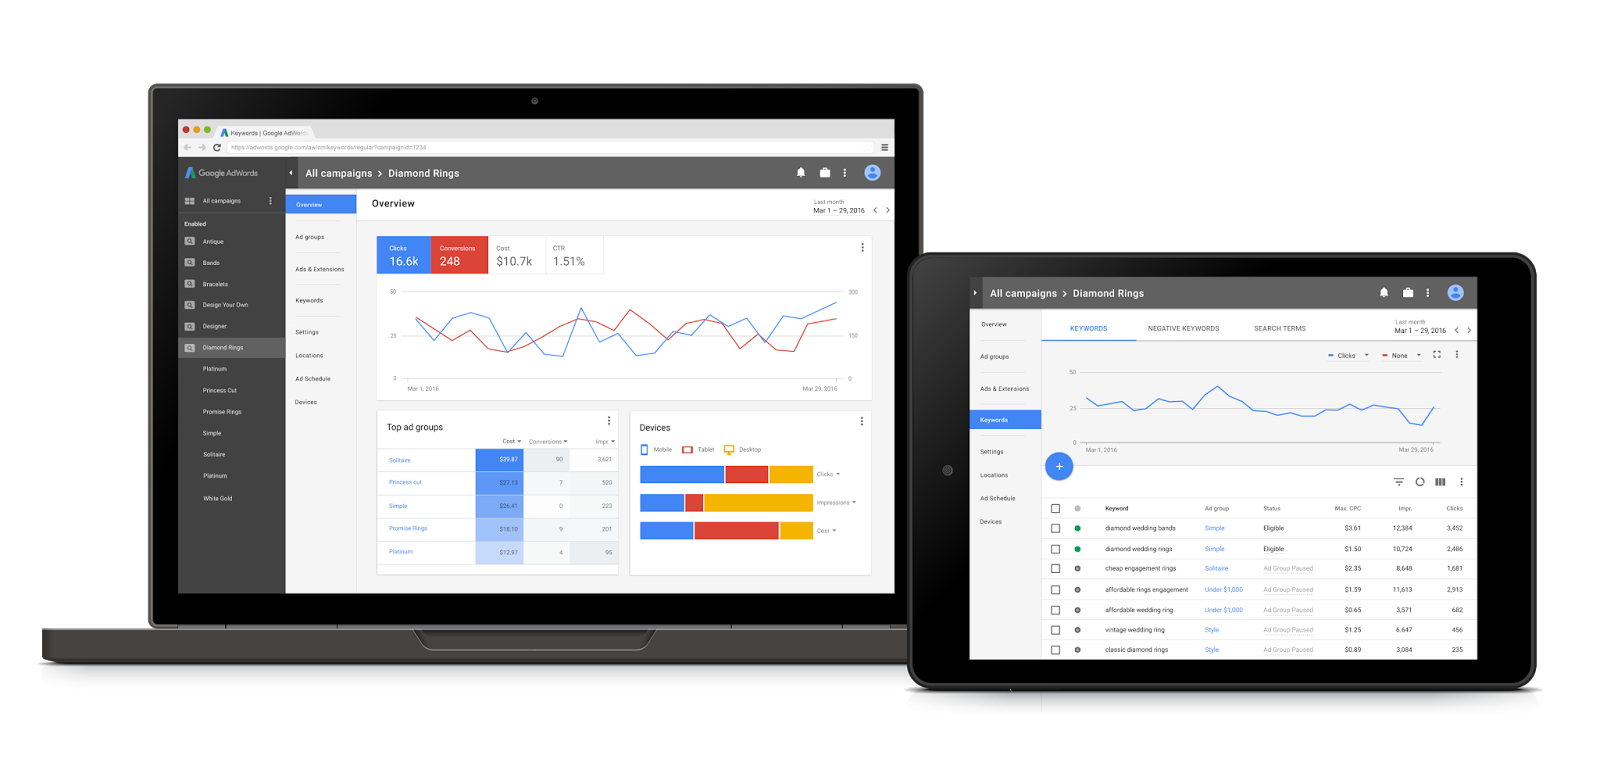 Keywords | Google AdWords
https://adwords.google.com/aw/cm/keywords/regular?campaignid=1234
Google AdWords
All campaigns > Diamond Rings
All campaigns
Enabled
Antique
Bands
Bracelets
Design Your Own
Designer
Diamond Rings
Platinum
Princess Cut
Promise Rings
Simple
Solitaire
Platinum
White Gold
Overview
Ad groups
Ads & Extensions
Keywords
Settings
Locations
Ad Schedule
Devices
Overview
Last month
Mar 1 – 29, 2016
Clicks Conversions Cost CTR
16.6k 248 $10.7k 1.51%
50 300
25 150
0 0
Mar 1, 2016 Mar 29, 2016
Top ad groups
Cost Conversions Impr.
Solitaire $39.87 90 3,621
Princess cut $27.13 7 520
Simple $26.41 0 223
Promise Rings $18.10 9 201
Platinum $12.97 4 95
Devices
Mobile Tablet Desktop
Clicks
Impressions
Cost
All campaigns > Diamond Rings
Overview
Ad groups
Ads & Extensions
Keywords
Settings
Locations
Ad Schedule
Devices
KEYWORDS NEGATIVE KEYWORDS SEARCH TERMS
Last month
Mar 1 – 29, 2016
Clicks None
50
25
0
Mar 1, 2016 Mar 29, 2016
+
Keyword Ad group Status Max. CPC Impr. Clicks
diamond wedding bands Simple Eligible $3.61 12,384 3,452
diamond wedding rings Simple Eligible $1.50 10,724 2,486
cheap engagement rings Solitaire Ad Group Paused $2.35 8,648 1,681
affordable rings engagement Under $1,000 Ad Group Paused $1.59 11,613 2,913
affordable wedding ring Under $1,000 Ad Group Paused $0.65 3,571 682
vintage wedding ring Style Ad Group Paused $1.25 6.647 456
classic diamond rings Style Ad Group Paused $0.89 3,084 235